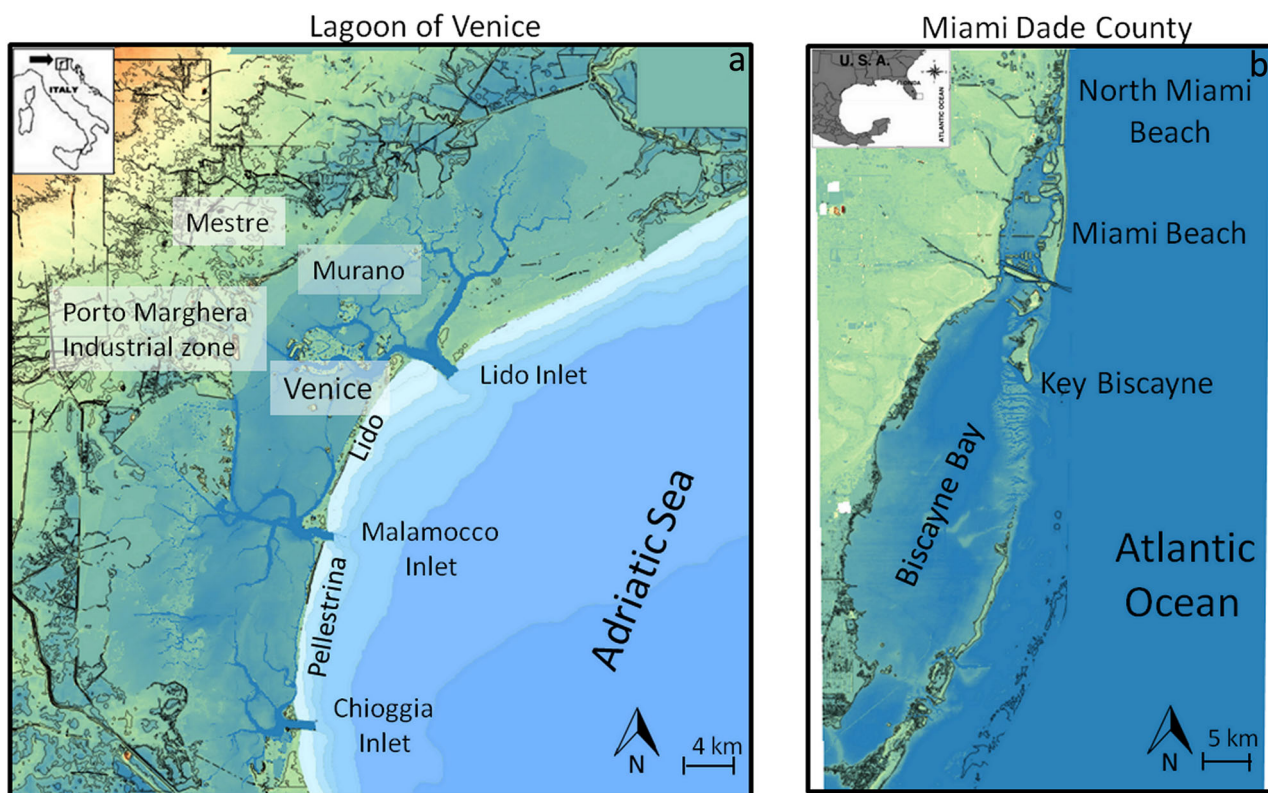 Lagoon of Venice
a
ITALY
Mestre
Murano
Porto Marghera
Industrial zone
Venice
Lido Inlet
Lido
Malamocco
Inlet
Pellestrina
Adriatic Sea
Chioggia
Inlet
N
4 km
Miami Dade County
b
U. S. A.
FLORIDA
ATLANTIC OCEAN
North Miami
Beach
Miami Beach
Key Biscayne
Biscayne Bay
Atlantic
Ocean
N
5 km